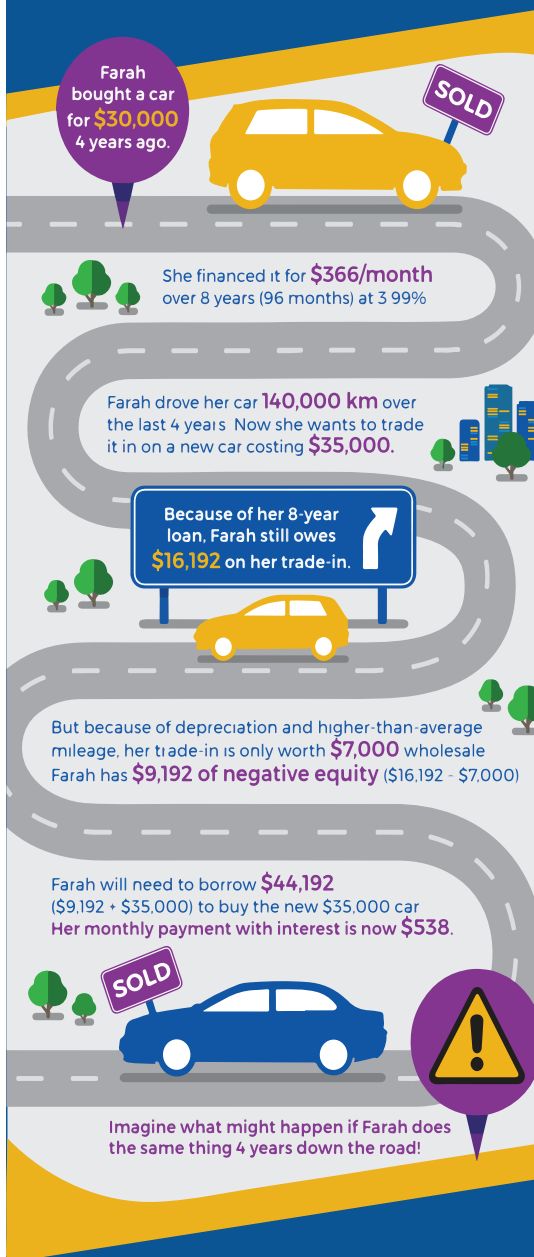 Farah
bought a car
for $30,000
4 years ago.
SOLD
She financed it for $366/month
over 8 years (96 months) at 3 99%
Farah drove her car 140,000 km over
the last 4 years Now she wants to trade
it in on a new car costing $35,000.
Because of her 8-year
loan, Farah still owes
$16,192 on her trade-in.
But because of depreciation and higher-than-average
mileage, her trade-in is only worth $7,000 wholesale
Farah has $9,192 of negative equity ($16,192 - $7,000)
Farah will need to borrow $44,192
($9,192 + $35,000) to buy the new $35,000 car
Her monthly payment with interest is now $538.
SOLD
!
Imagine what might happen if Farah does
the same thing 4 years down the road!